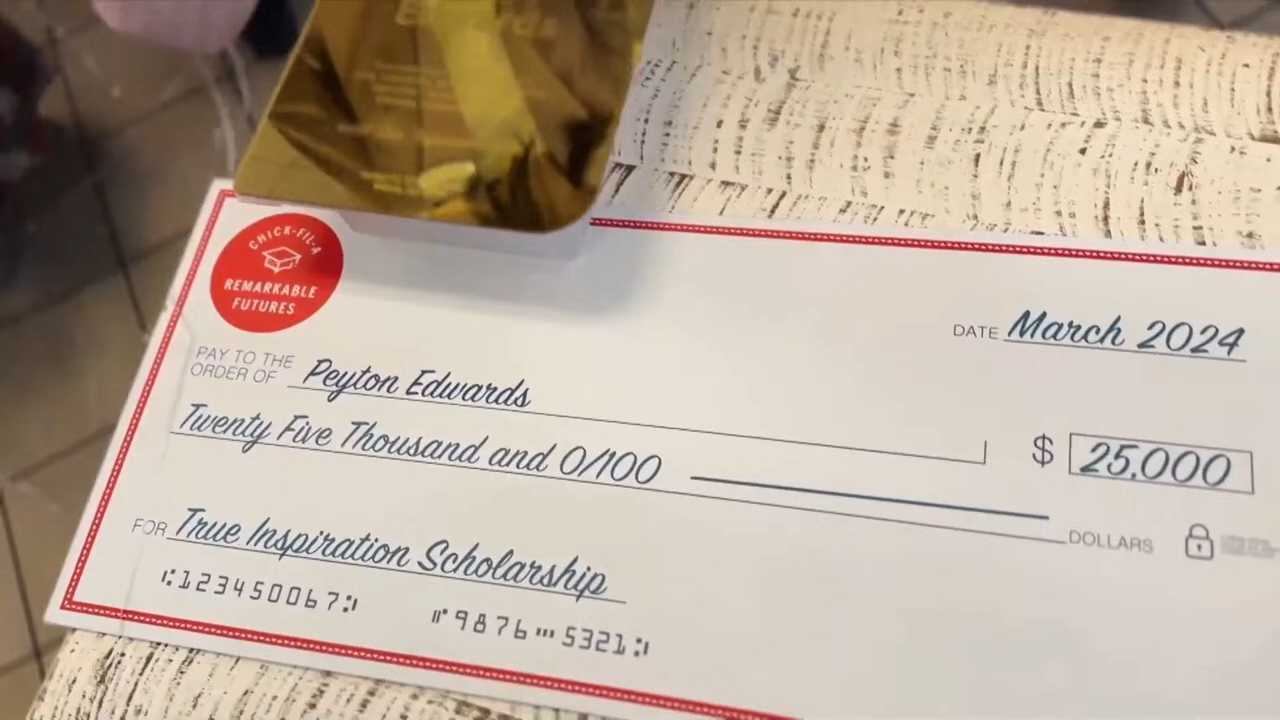 CHICK-FIL-A
REMARKABLE
FUTURES
DATE March 2024
PAY TO THE
ORDER OF Peyton Edwards
$ 25,000
Twenty Five Thousand and 0/100
DOLLARS
FOR True Inspiration Scholarship
⑆123450067⑆ ⑈9876⑉5321⑆